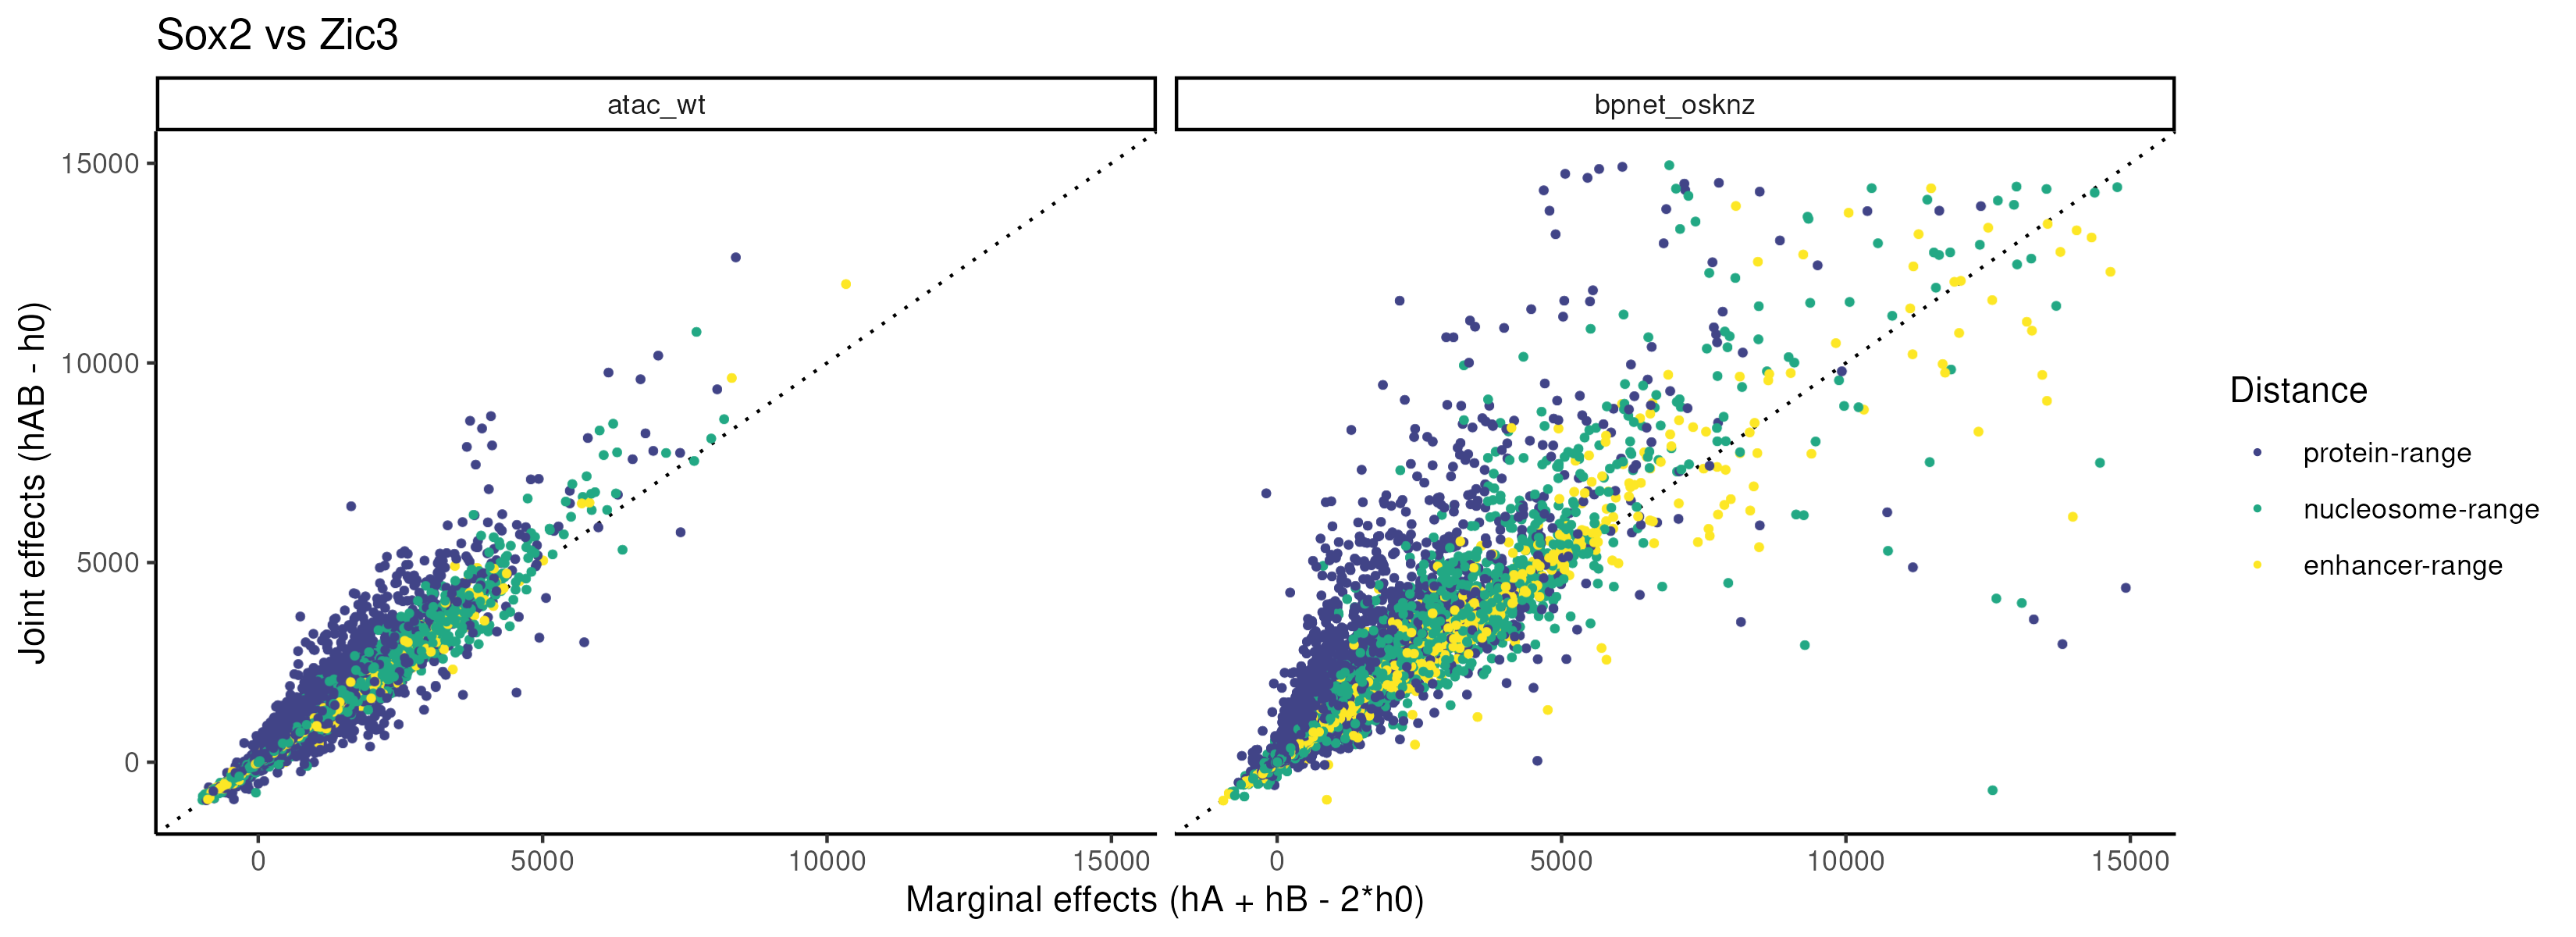 Sox2 vs Zic3
atac_wt
bpnet_osknz
Joint effects (hAB - h0)
15000
10000
5000
0
0
5000
10000
15000
0
5000
10000
15000
Marginal effects (hA + hB - 2*h0)
Distance
protein-range
nucleosome-range
enhancer-range